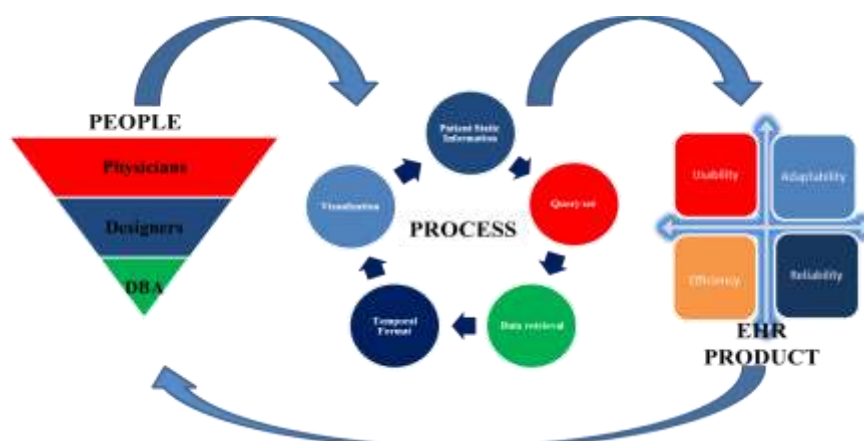 PEOPLE
Physicians
Designers
DBA
PROCESS
Patient Static
Information
Query set
Data retrieval
Temporal
Format
Visualization
Usability
Adaptability
Efficiency
Reliability
EHR
PRODUCT